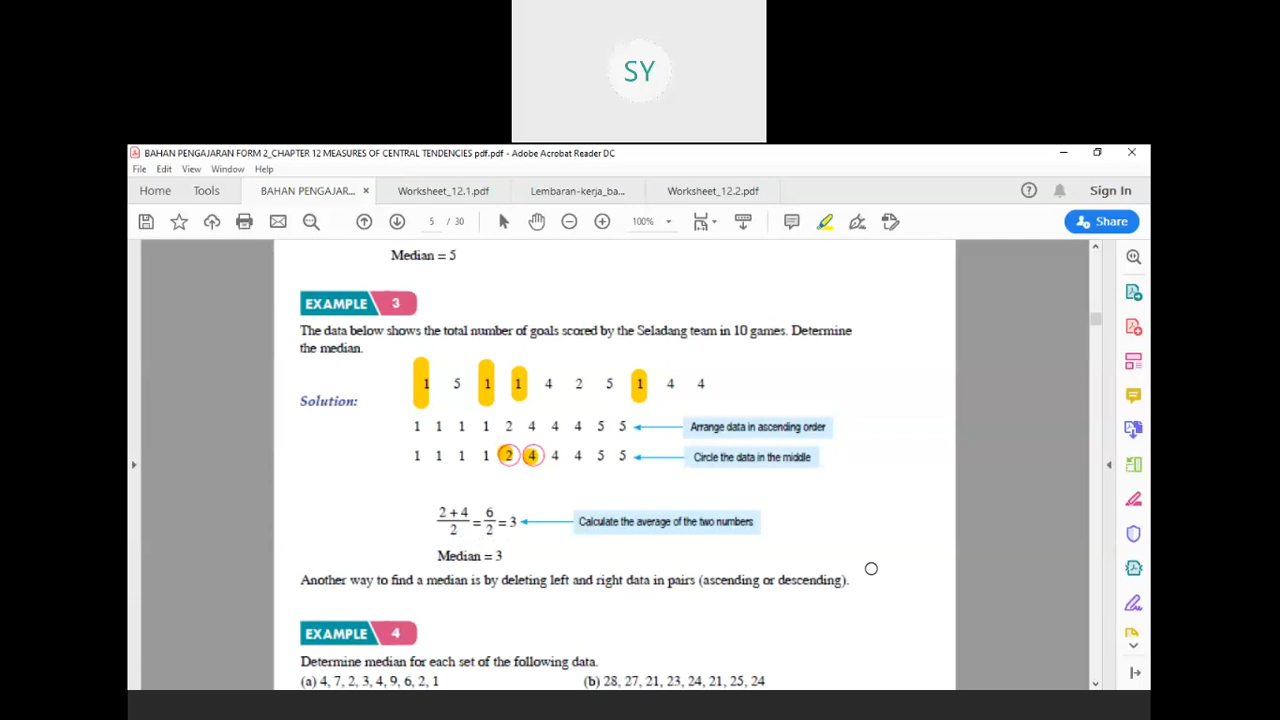 SY
BAHAN PENGAJARAN FORM 2_CHAPTER 12 MEASURES OF CENTRAL TENDENCIES pdf.pdf - Adobe Acrobat Reader DC
File Edit View Window Help
Home Tools BAHAN PENGAJAR... × Worksheet_12.1.pdf Lembaran-kerja_ba... Worksheet_12.2.pdf Sign In
5 / 30 100% Share
Median = 5
EXAMPLE 3
The data below shows the total number of goals scored by the Seladang team in 10 games. Determine
the median.
1 5 1 1 4 2 5 1 4 4
Solution:
1 1 1 1 2 4 4 4 5 5 Arrange data in ascending order
1 1 1 1 2 4 4 4 5 5 Circle the data in the middle
2 + 4 / 2 = 6 / 2 = 3 Calculate the average of the two numbers
Median = 3
Another way to find a median is by deleting left and right data in pairs (ascending or descending).
EXAMPLE 4
Determine median for each set of the following data.
(a) 4, 7, 2, 3, 4, 9, 6, 2, 1 (b) 28, 27, 21, 23, 24, 21, 25, 24